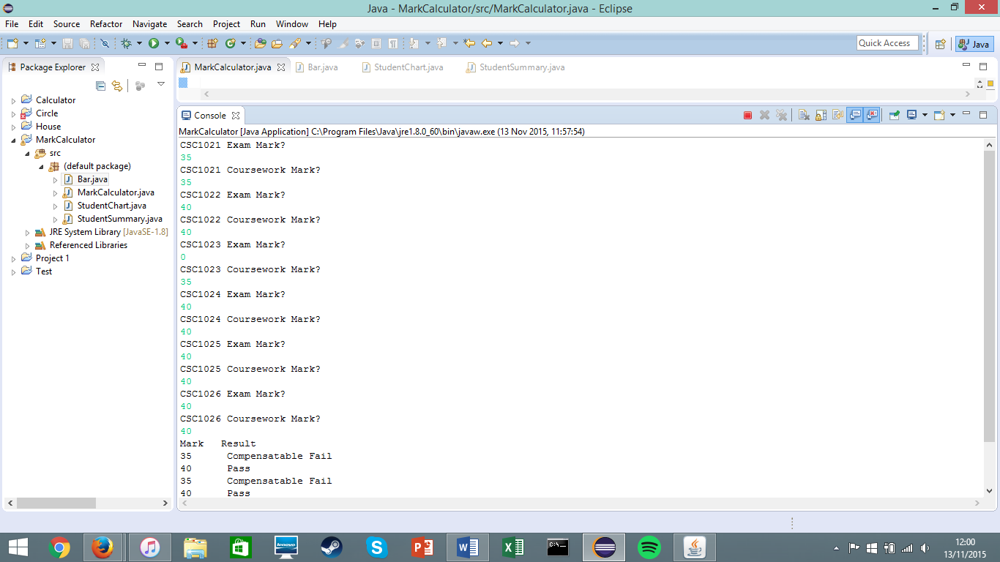 Java - MarkCalculator/src/MarkCalculator.java - Eclipse
File Edit Source Refactor Navigate Search Project Run Window Help
Quick Access
Java
Package Explorer
MarkCalculator.java Bar.java StudentChart.java StudentSummary.java
Calculator
Circle
House
MarkCalculator
src
(default package)
Bar.java
MarkCalculator.java
StudentChart.java
StudentSummary.java
JRE System Library [JavaSE-1.8]
Referenced Libraries
Project 1
Test
Console
MarkCalculator [Java Application] C:\Program Files\Java\jre1.8.0_60\bin\javaw.exe (13 Nov 2015, 11:57:54)
CSC1021 Exam Mark?
35
CSC1021 Coursework Mark?
35
CSC1022 Exam Mark?
40
CSC1022 Coursework Mark?
40
CSC1023 Exam Mark?
0
CSC1023 Coursework Mark?
35
CSC1024 Exam Mark?
40
CSC1024 Coursework Mark?
40
CSC1025 Exam Mark?
40
CSC1025 Coursework Mark?
40
CSC1026 Exam Mark?
40
CSC1026 Coursework Mark?
40
Mark Result
35 Compensatable Fail
40 Pass
35 Compensatable Fail
40 Pass
lenovo
C:\_
12:00
13/11/2015